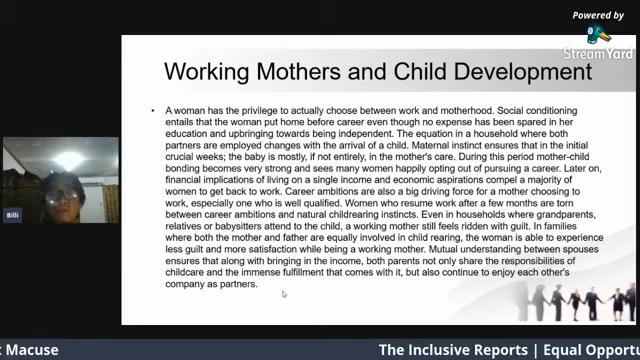 Powered by
StreamYard
Working Mothers and Child Development
• A woman has the privilege to actually choose between work and motherhood. Social conditioning
entails that the woman put home before career even though no expense has been spared in her
education and upbringing towards being independent. The equation in a household where both
partners are employed changes with the arrival of a child. Maternal instinct ensures that in the initial
crucial weeks; the baby is mostly, if not entirely, in the mother's care. During this period mother-child
bonding becomes very strong and sees many women happily opting out of pursuing a career. Later on,
financial implications of living on a single income and economic aspirations compel a majority of
women to get back to work. Career ambitions are also a big driving force for a mother choosing to
work, especially one who is well qualified. Women who resume work after a few months are torn
between career ambitions and natural childrearing instincts. Even in households where grandparents,
relatives or babysitters attend to the child, a working mother still feels ridden with guilt. In families
where both the mother and father are equally involved in child rearing, the woman is able to experience
less guilt and more satisfaction while being a working mother. Mutual understanding between spouses
ensures that along with bringing in the income, both parents not only share the responsibilities of
childcare and the immense fulfillment that comes with it, but also continue to enjoy each other's
company as partners.
Billi
t Macuse
The Inclusive Reports | Equal Opportu